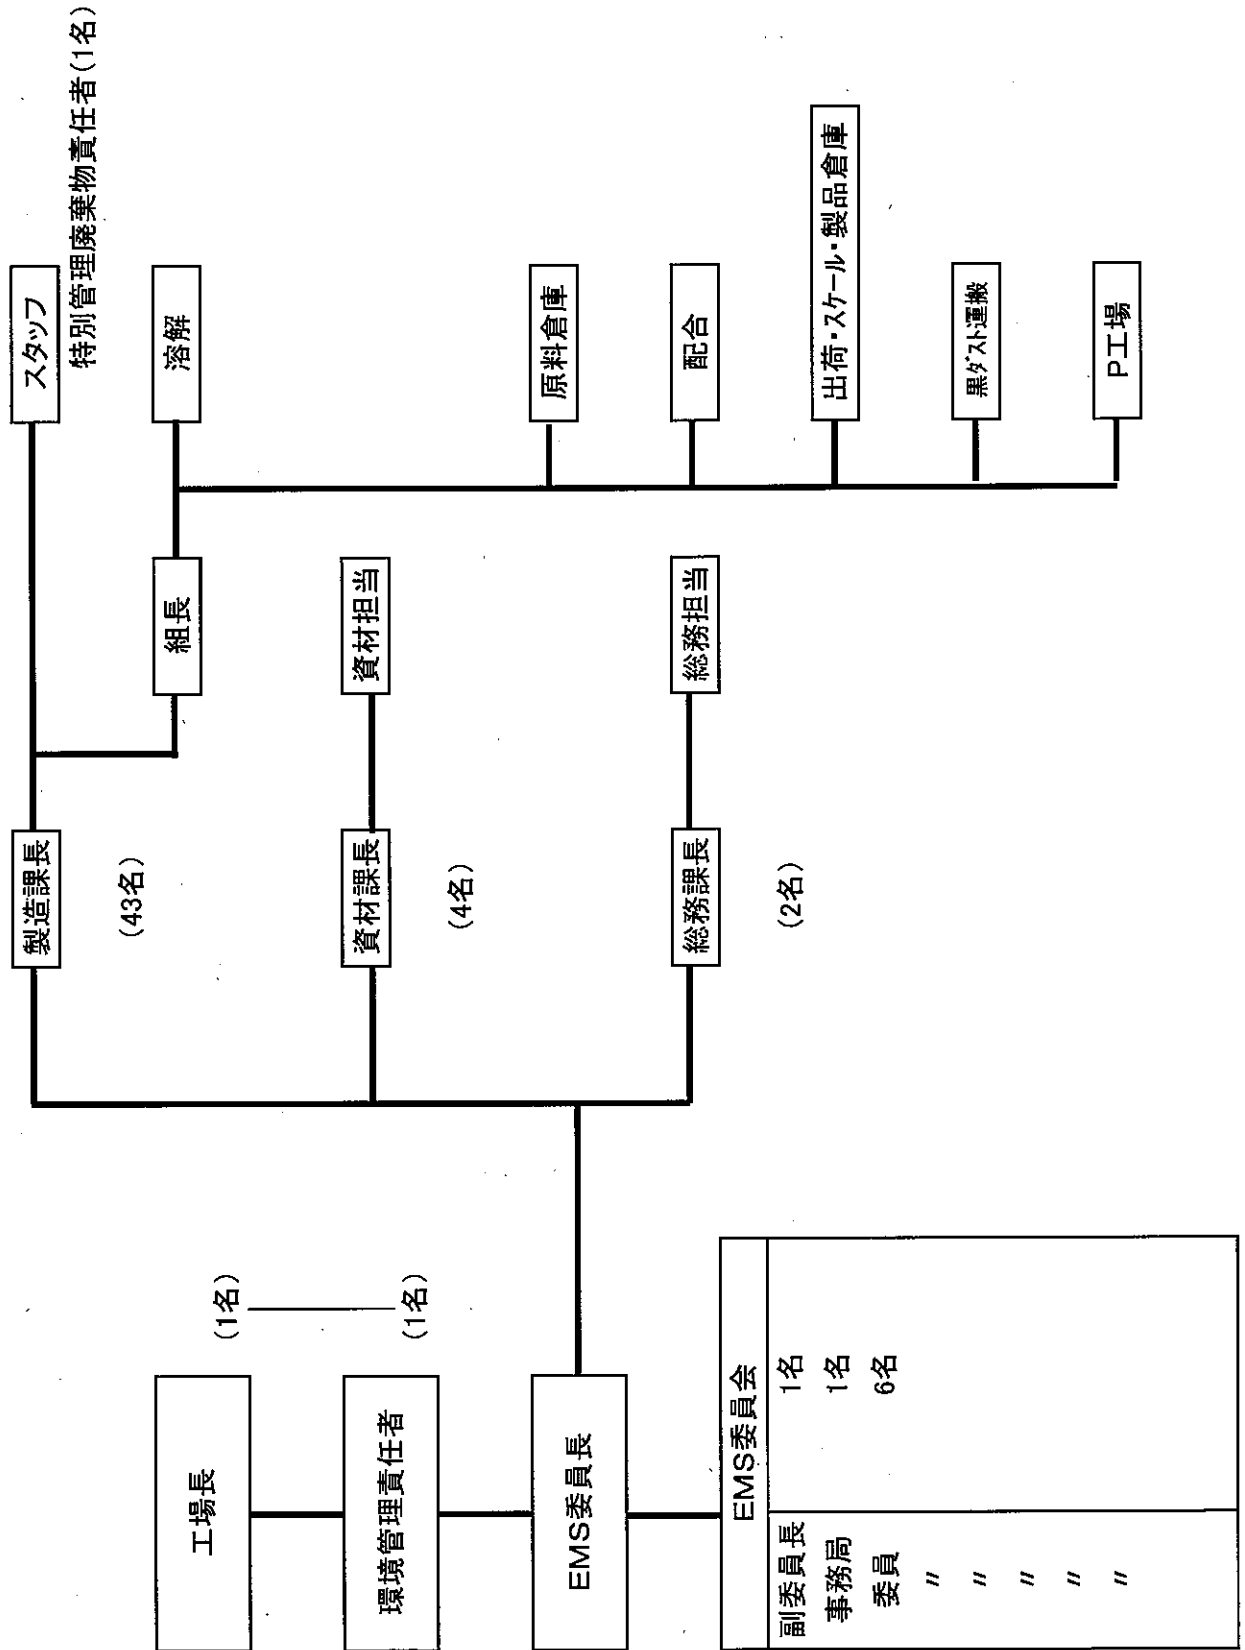 工場長
(1名)
環境管理責任者
(1名)
EMS委員長
EMS委員会
副委員長 1名
事務局 1名
委員 6名
〃
〃
〃
〃
〃
製造課長
(43名)
資材課長
(4名)
総務課長
(2名)
組長
資材担当
総務担当
スタッフ
特別管理廃棄物責任者(1名)
溶解
原料倉庫
配合
出荷・スケール・製品倉庫
黒ダスト運搬
P工場